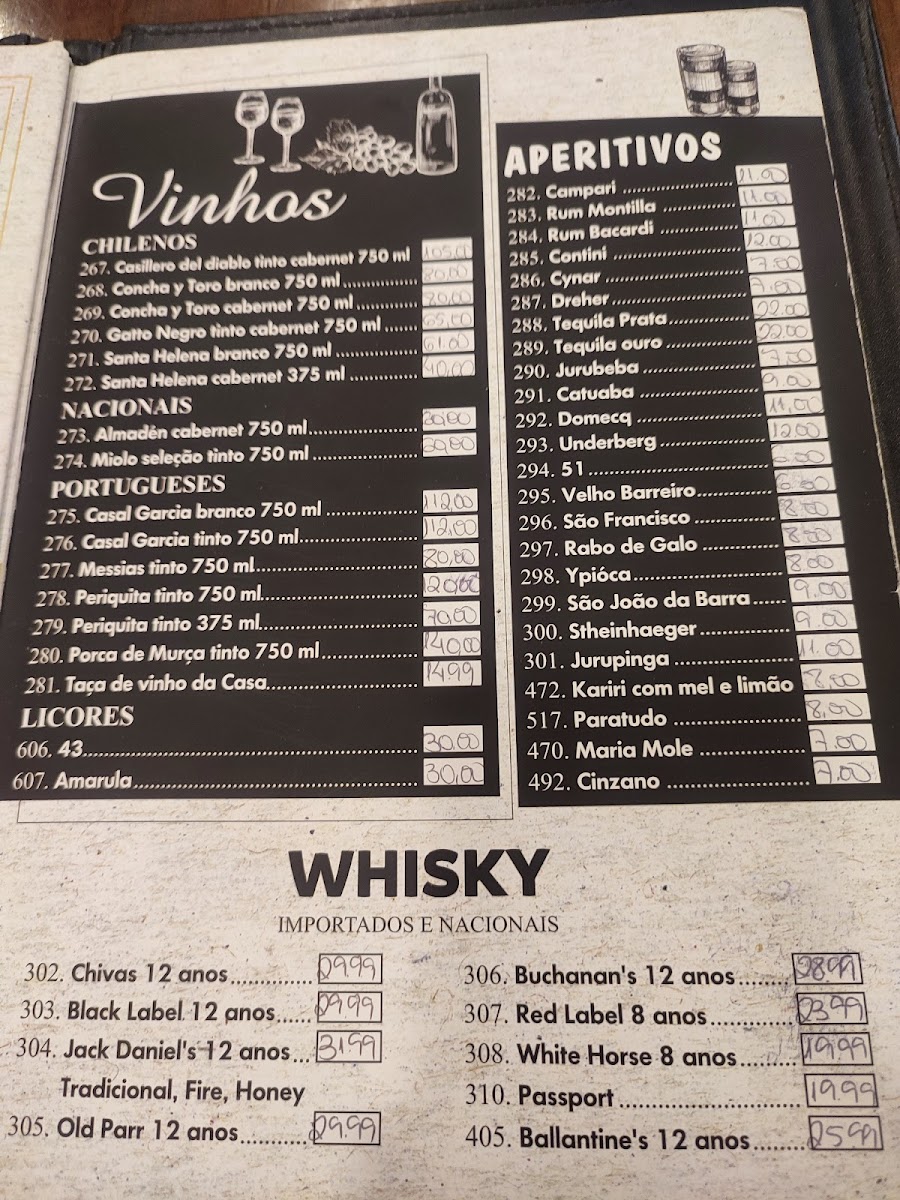 Vinhos
CHILENOS
267. Casillero del diablo tinto cabernet 750 ml 105,00
268. Concha y Toro branco 750 ml 80,00
269. Concha y Toro cabernet 750 ml 80,00
270. Gatto Negro tinto cabernet 750 ml 65,00
271. Santa Helena branco 750 ml 61.00
272. Santa Helena cabernet 375 ml 40,00
NACIONAIS
273. Almadén cabernet 750 ml
274. Miolo seleção tinto 750 ml
PORTUGUESES
275. Casal Garcia branco 750 ml 112,00
276. Casal Garcia tinto 750 ml 112,00
277. Messias tinto 750 ml 80,00
278. Periquita tinto 750 ml 120,00
279. Periquita tinto 375 ml 70,00
280. Porca de Murça tinto 750 ml 140,00
281. Taça de vinho da Casa 14,99
LICORES
606. 43 30.00
607. Amarula 30,00
APERITIVOS
282. Campari 11.00
283. Rum Montilla 11.00
284. Rum Bacardi 11.00
285. Contini 12.00
286. Cynar 7.00
287. Dreher 7.00
288. Tequila Prata 22.00
289. Tequila ouro 22.00
290. Jurubeba 7.00
291. Catuaba 9.00
292. Domecq 11,00
293. Underberg 12.00
294. 51 6.00
295. Velho Barreiro
296. São Francisco 8.00
297. Rabo de Galo 8.00
298. Ypióca 8.00
299. São João da Barra 9.00
300. Stheinhaeger 9.00
301. Jurupinga 11.00
472. Kariri com mel e limão 8.00
517. Paratudo 8,00
470. Maria Mole 7.00
492. Cinzano 7.00
WHISKY
IMPORTADOS E NACIONAIS
302. Chivas 12 anos 29.99
303. Black Label 12 anos 29.99
304. Jack Daniel's 12 anos 31.99
Tradicional, Fire, Honey
305. Old Parr 12 anos 29.99
306. Buchanan's 12 anos 28.99
307. Red Label 8 anos 23.99
308. White Horse 8 anos 19.99
310. Passport 19.99
405. Ballantine's 12 anos 25.99